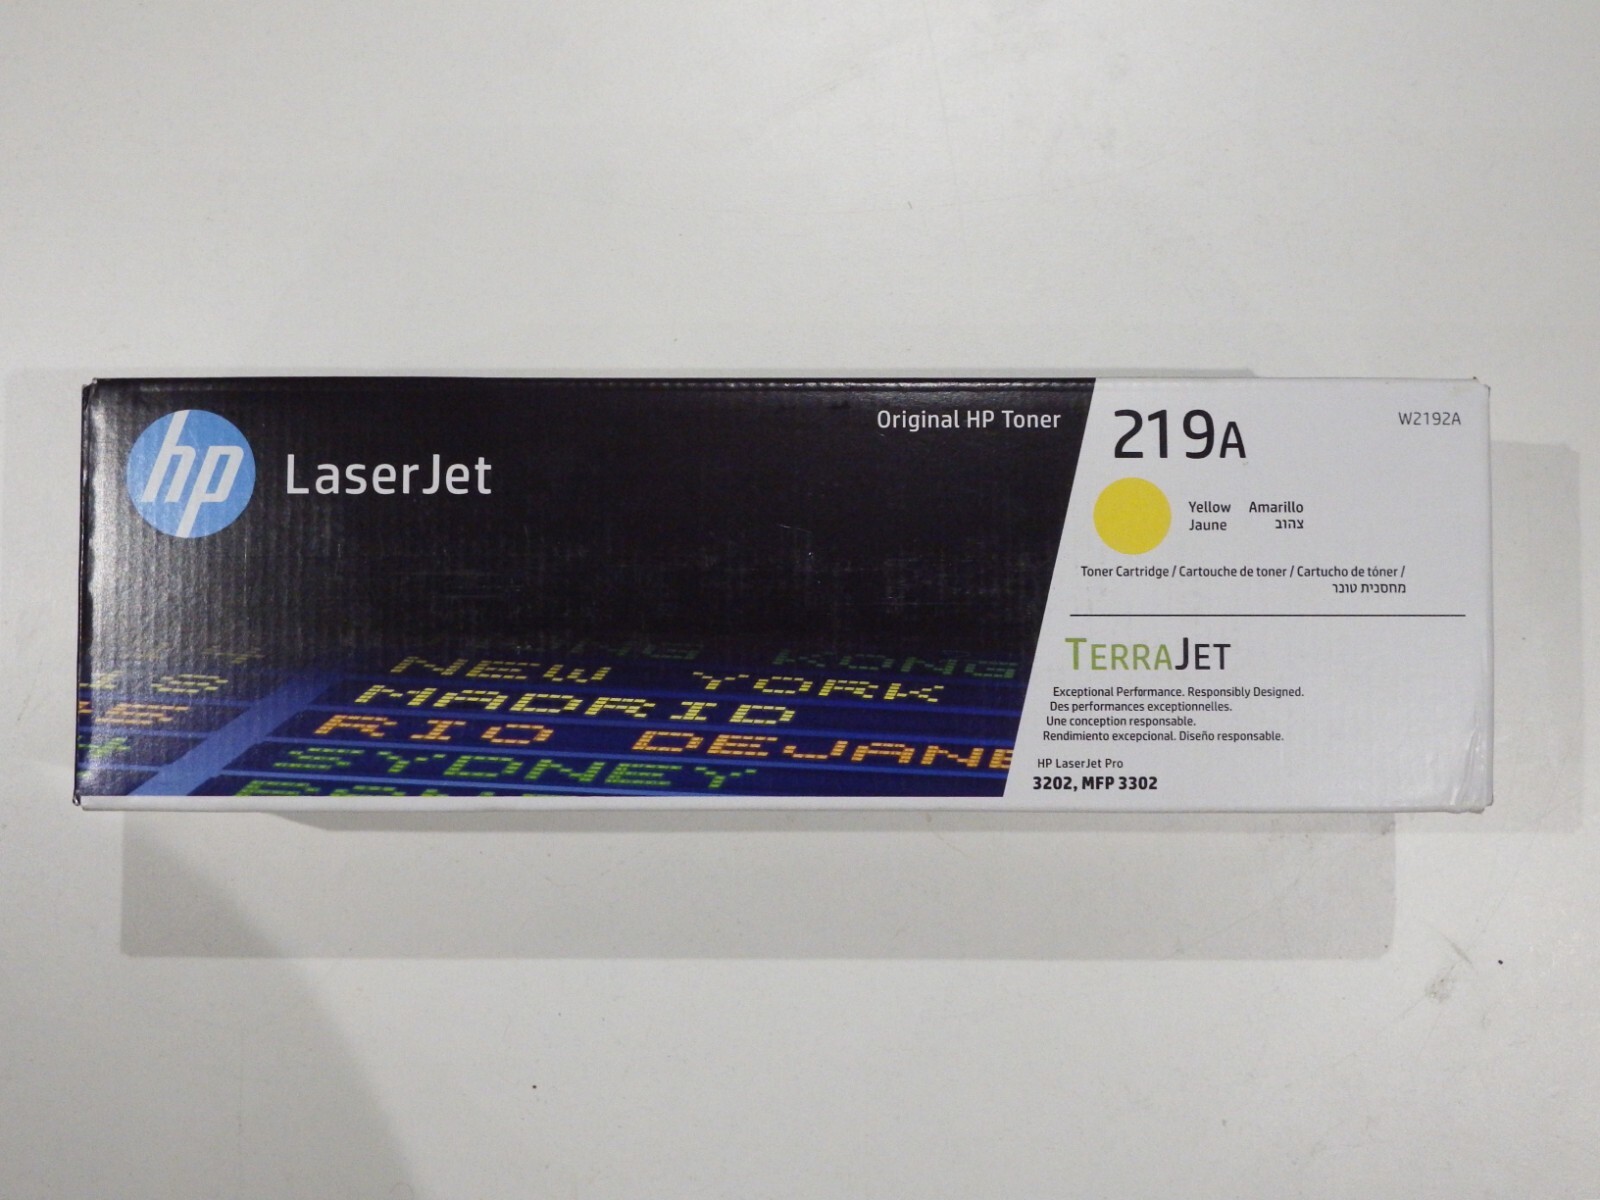 hp
LaserJet
Original HP Toner
219A
W2192A
Yellow Amarillo
Jaune צהוב
Toner Cartridge / Cartouche de toner / Cartucho de tóner /
מחסנית טונר
TERRAJET
Exceptional Performance. Responsibly Designed.
Des performances exceptionnelles.
Une conception responsable.
Rendimiento excepcional. Diseño responsable.
HP LaserJet Pro
3202, MFP 3302
KONG
NEW YORK
MADRID
RIO DEJANE
SYDNEY